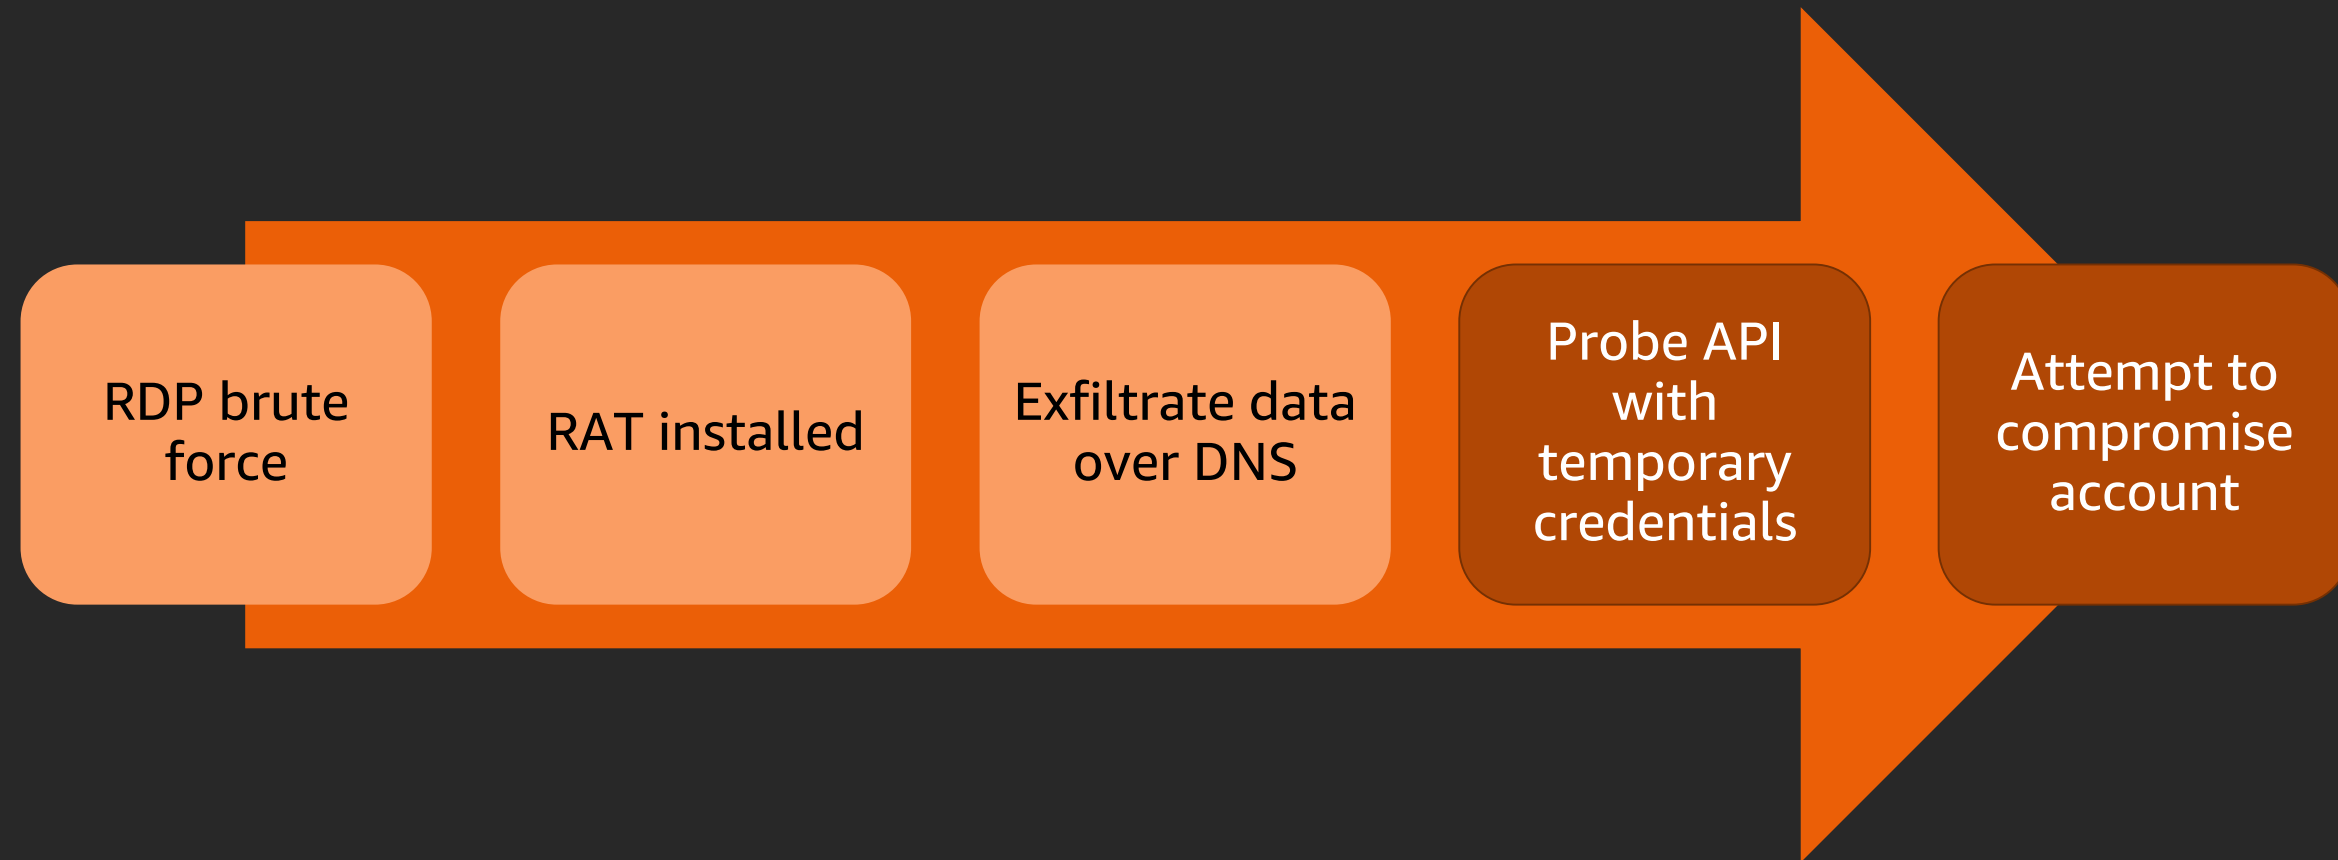 RDP brute
force
RAT installed
Exfiltrate data
over DNS
Probe API
with
temporary
credentials
Attempt to
compromise
account